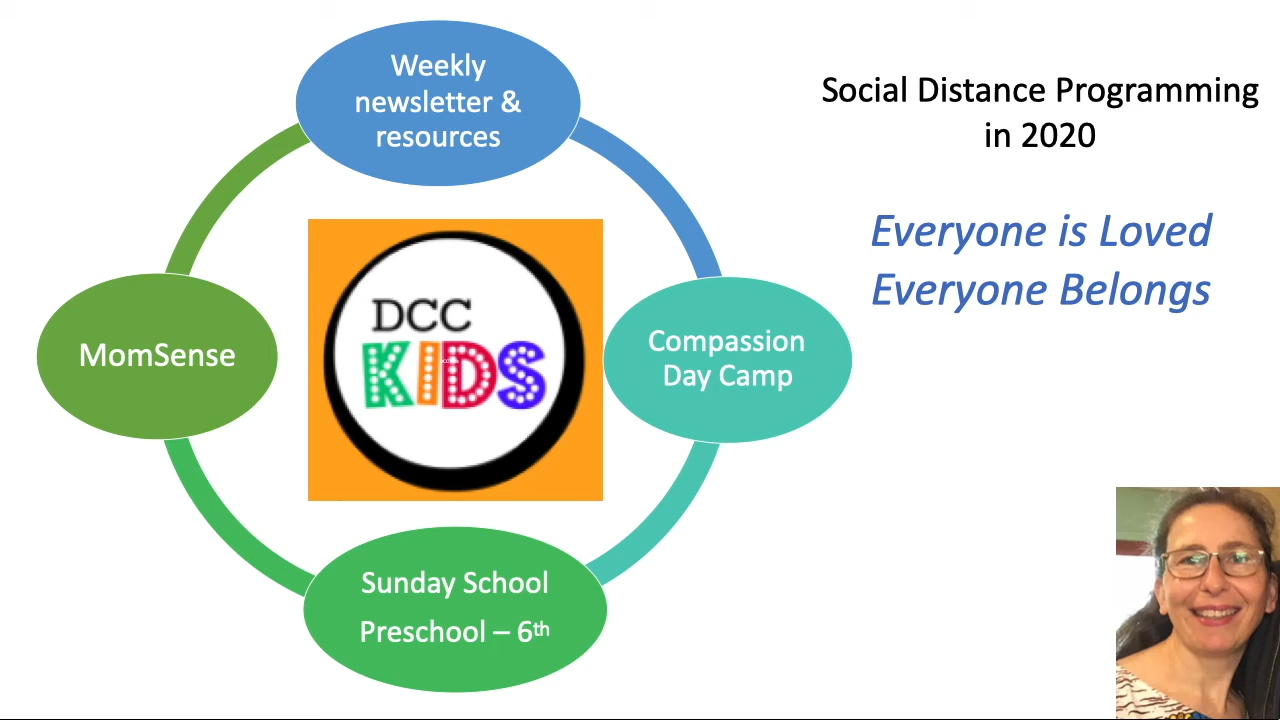 Weekly
newsletter &
resources
Social Distance Programming
in 2020
Everyone is Loved
Everyone Belongs
DCC
KIDS
MomSense
Compassion
Day Camp
Sunday School
Preschool – 6th